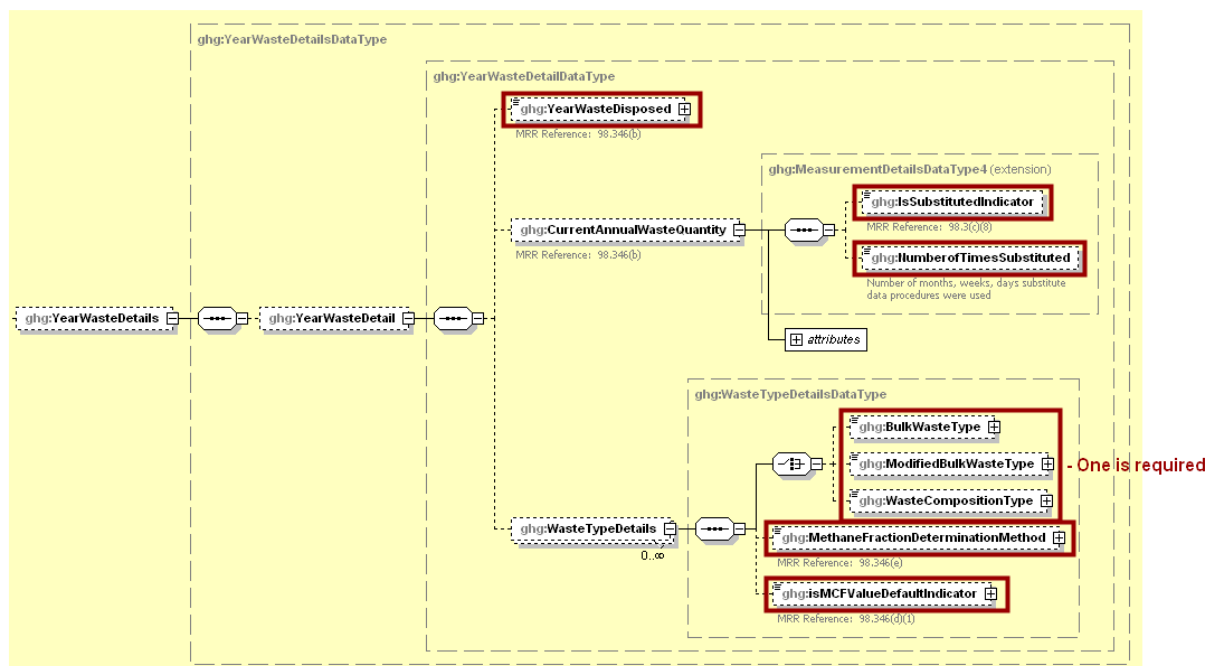 ghg:YearWasteDetailsDataType
ghg:YearWasteDetailDataType
ghg:YearWasteDisposed
MRR Reference: 98.346(b)
ghg:MeasurementDetailsDataType4 (extension)
ghg:IsSubstitutedIndicator
MRR Reference: 98.3(c)(8)
ghg:CurrentAnnualWasteQuantity
MRR Reference: 98.346(b)
ghg:NumberofTimesSubstituted
Number of months, weeks, days substitute
data procedures were used
ghg:YearWasteDetails
ghg:YearWasteDetail
attributes
ghg:WasteTypeDetailsDataType
ghg:BulkWasteType
ghg:ModifiedBulkWasteType
- One is required
ghg:WasteCompositionType
ghg:WasteTypeDetails
0..∞
ghg:MethaneFractionDeterminationMethod
MRR Reference: 98.346(e)
ghg:isMCFValueDefaultIndicator
MRR Reference: 98.346(d)(1)